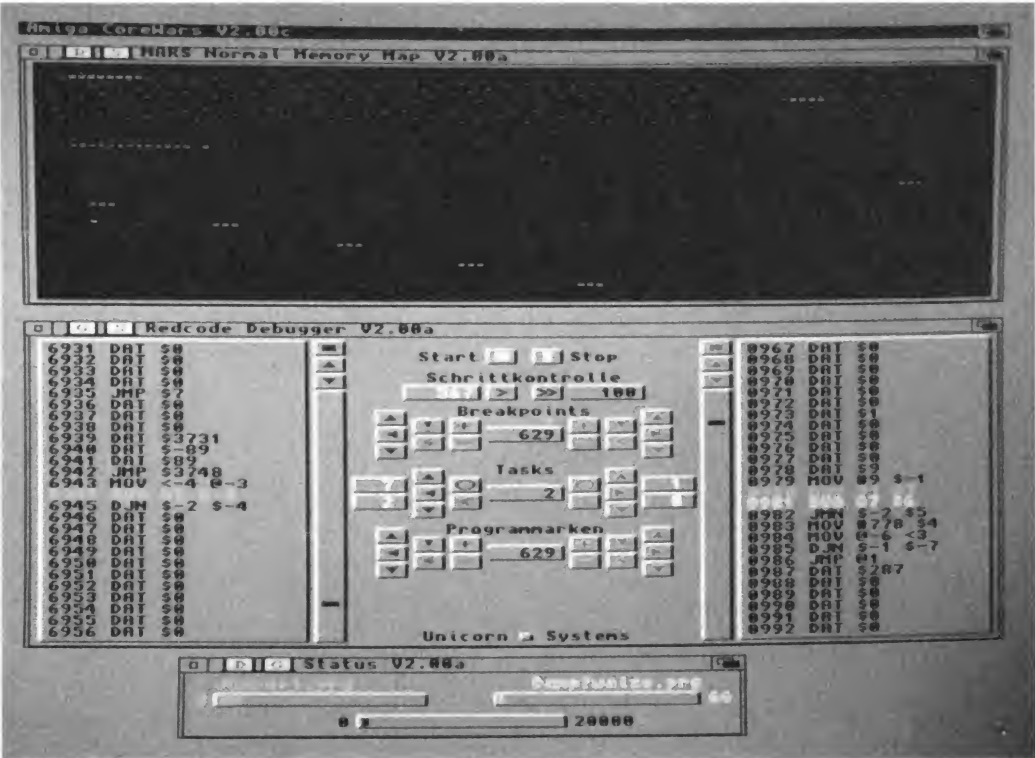 Amiga CoreWars V2.00c
MARS Normal Memory Map V2.00a
Redcode Debugger V2.00a
6931 DAT $0
6932 DAT $0
6933 DAT $0
6934 DAT $0
6935 JMP $7
6936 DAT $0
6937 DAT $0
6938 DAT $0
6939 DAT $3731
6940 DAT $-89
6941 DAT $89
6942 JMP $3748
6943 MOV <-4 @-3
6945 DJN $-2 $-4
6946 DAT $0
6947 DAT $0
6948 DAT $0
6949 DAT $0
6950 DAT $0
6951 DAT $0
6952 DAT $0
6953 DAT $0
6954 DAT $0
6955 DAT $0
6956 DAT $0
Start Stop
Schrittkontrolle
> >> 100
Breakpoints
629
Tasks
2
Programmarken
629
Unicorn Systems
0967 DAT $0
0968 DAT $0
0969 DAT $0
0970 DAT $0
0971 DAT $0
0972 DAT $0
0973 DAT $1
0974 DAT $0
0975 DAT $0
0976 DAT $0
0977 DAT $0
0978 DAT $9
0979 MOV @9 $-1
0982 JMN $-2 $5
0983 MOV #778 $4
0984 MOV @-6 <3
0985 DJN $-1 $-7
0986 JMP @1
0987 DAT $287
0988 DAT $0
0989 DAT $0
0990 DAT $0
0991 DAT $0
0992 DAT $0
Status V2.00a
0 20000